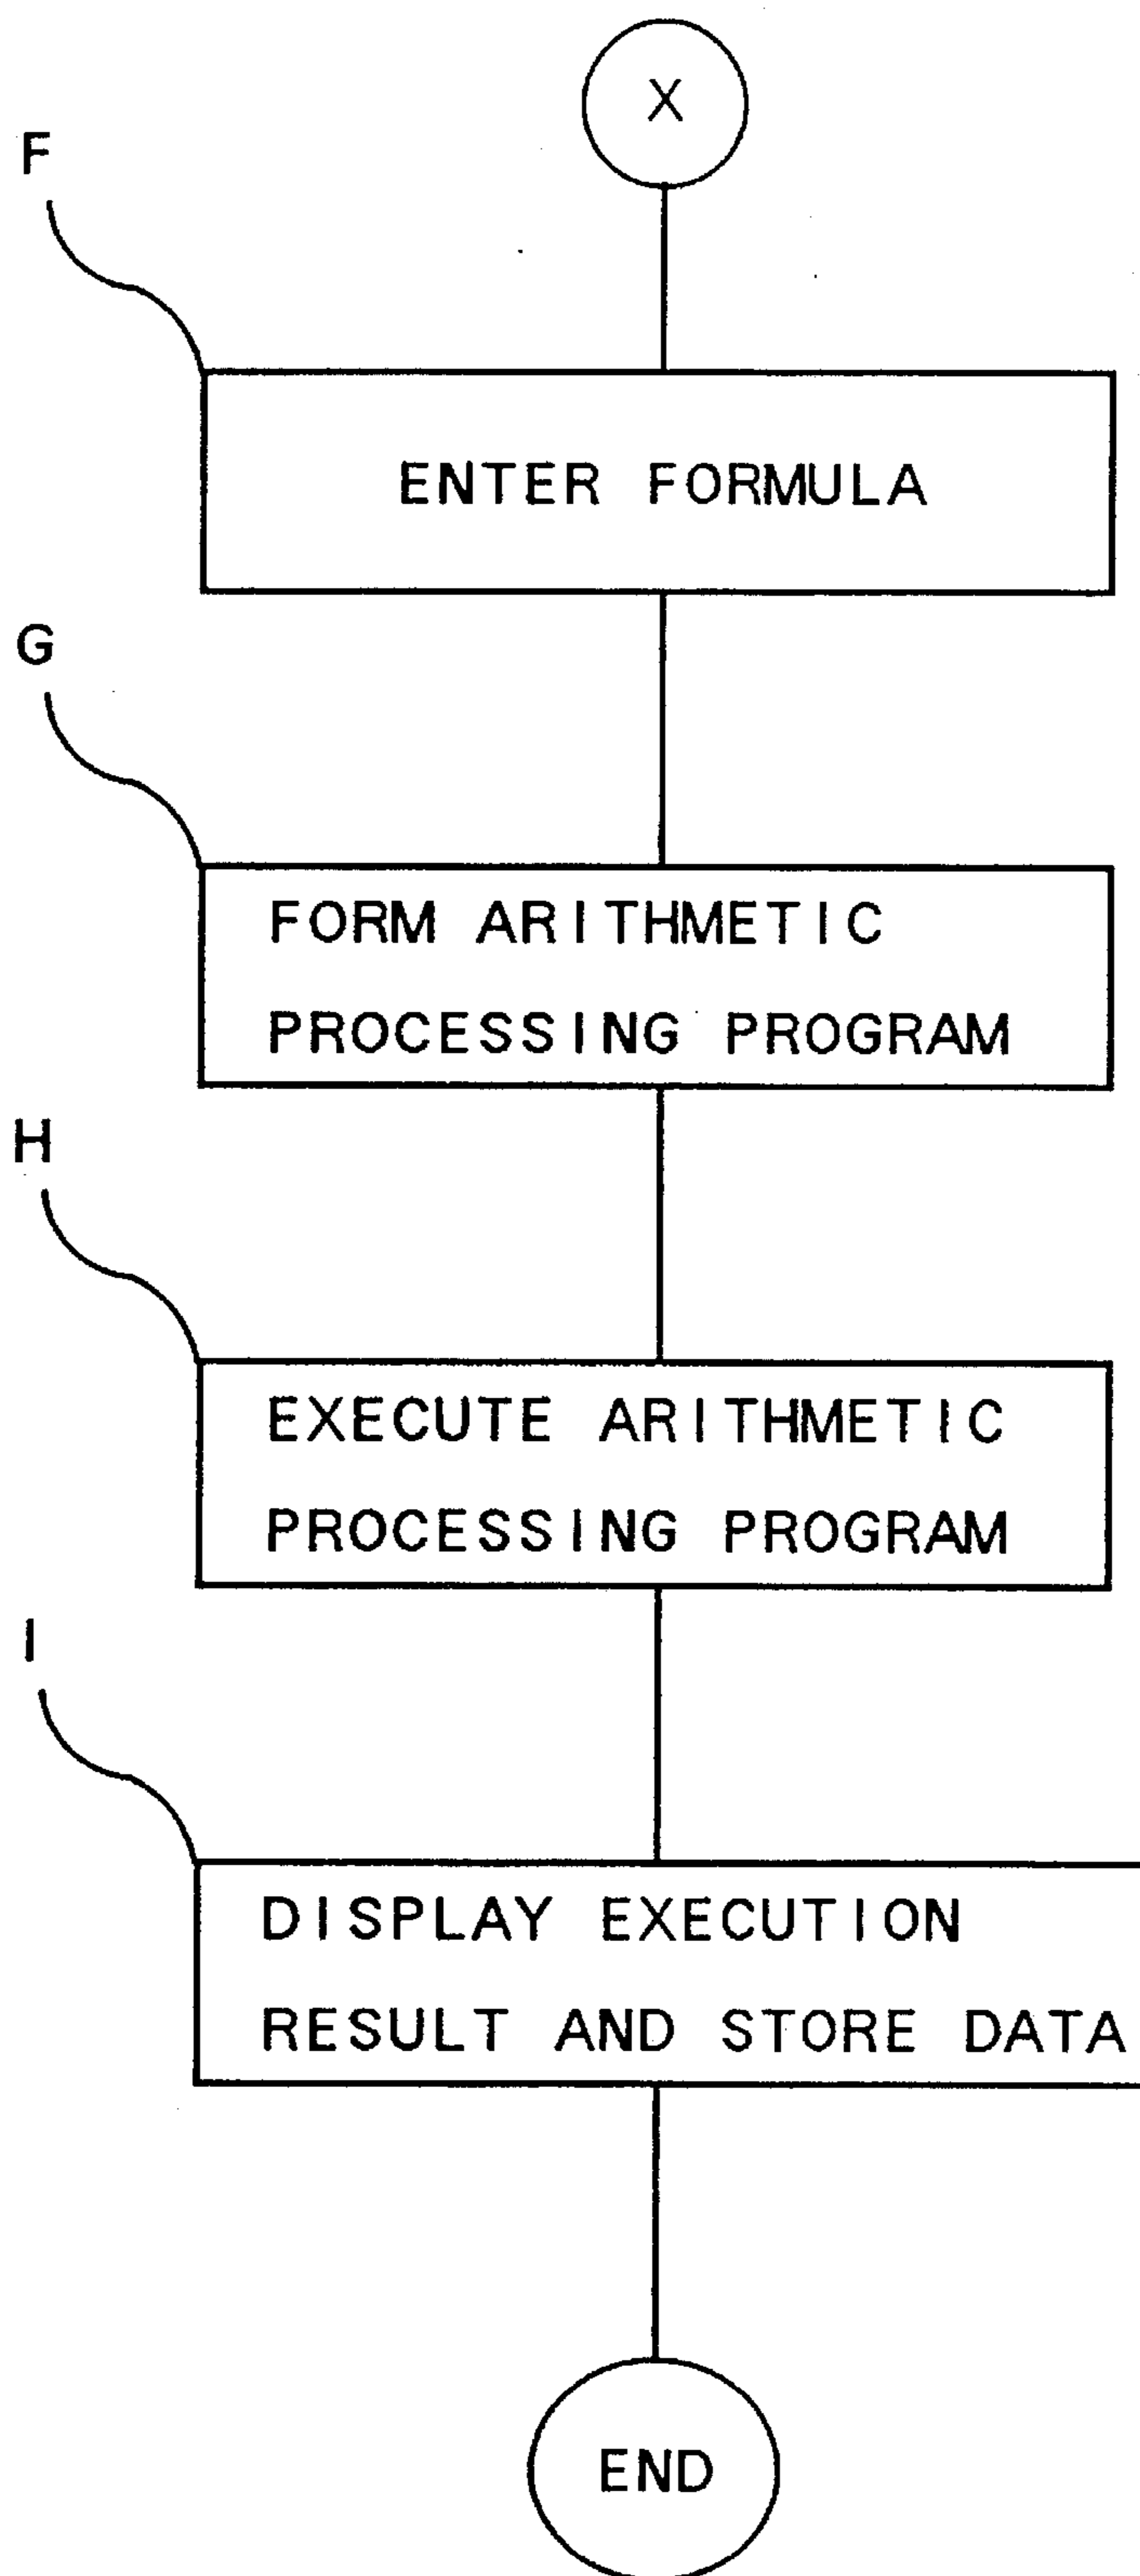 X
F
ENTER FORMULA
G
FORM ARITHMETIC
PROCESSING PROGRAM
H
EXECUTE ARITHMETIC
PROCESSING PROGRAM
I
DISPLAY EXECUTION
RESULT AND STORE DATA
END